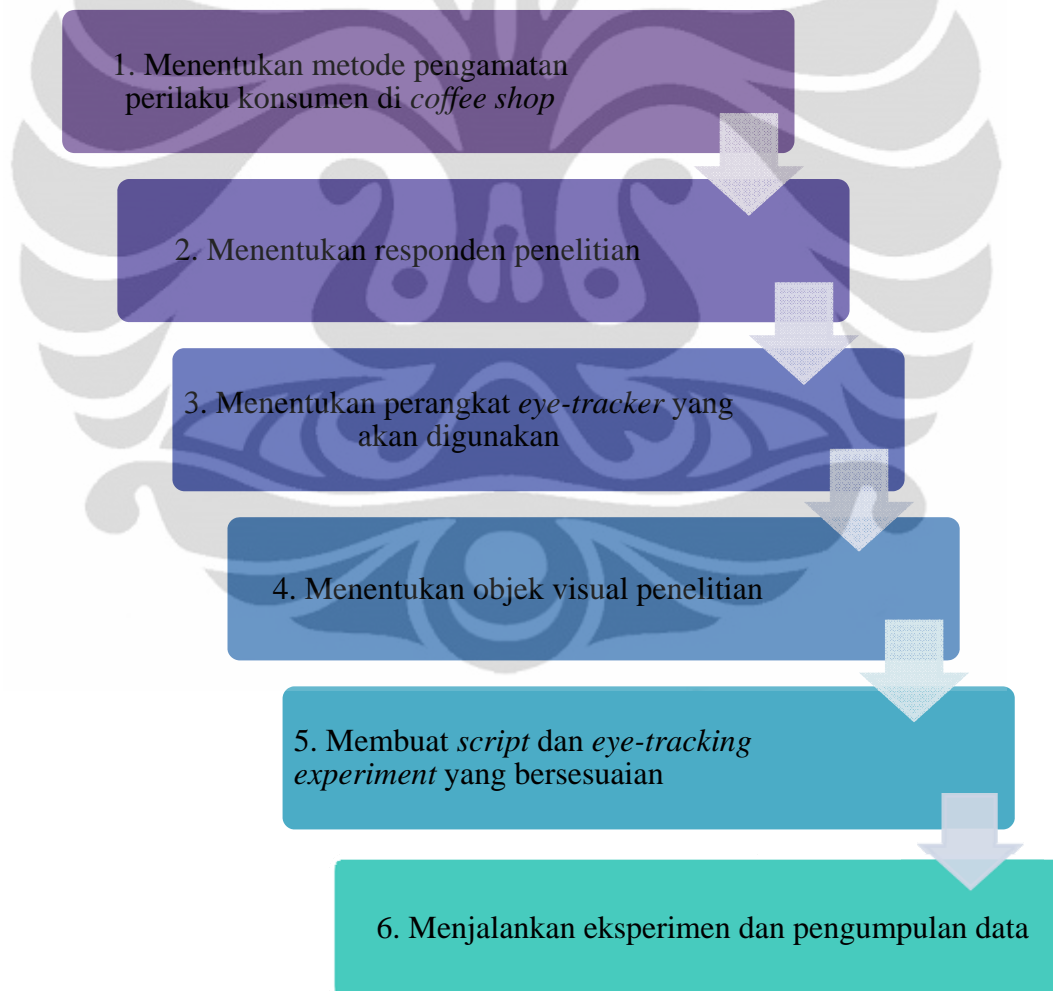 1. Menentukan metode pengamatan
perilaku konsumen di coffee shop
2. Menentukan responden penelitian
3. Menentukan perangkat eye-tracker yang
akan digunakan
4. Menentukan objek visual penelitian
5. Membuat script dan eye-tracking
experiment yang bersesuaian
6. Menjalankan eksperimen dan pengumpulan data